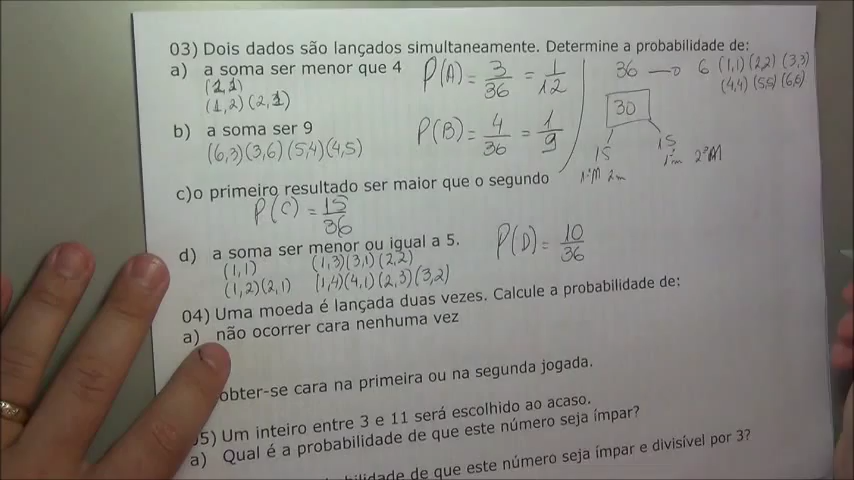 03) Dois dados são lançados simultaneamente. Determine a probabilidade de:
a) a soma ser menor que 4
(1,1)
(1,2) (2,1)
P(A) = 3/36 = 1/12
36 → 6 (1,1) (2,2) (3,3)
(4,4) (5,5) (6,6)
30
15 15
1ºM 2m 1ºm 2ºM
b) a soma ser 9
(6,3) (3,6) (5,4) (4,5)
P(B) = 4/36 = 1/9
c) o primeiro resultado ser maior que o segundo
P(C) = 15/36
d) a soma ser menor ou igual a 5.
(1,1) (1,3) (3,1) (2,2)
(1,2) (2,1) (1,4) (4,1) (2,3) (3,2)
P(D) = 10/36
04) Uma moeda é lançada duas vezes. Calcule a probabilidade de:
a) não ocorrer cara nenhuma vez
obter-se cara na primeira ou na segunda jogada.
05) Um inteiro entre 3 e 11 será escolhido ao acaso.
a) Qual é a probabilidade de que este número seja ímpar?
de que este número seja ímpar e divisível por 3?